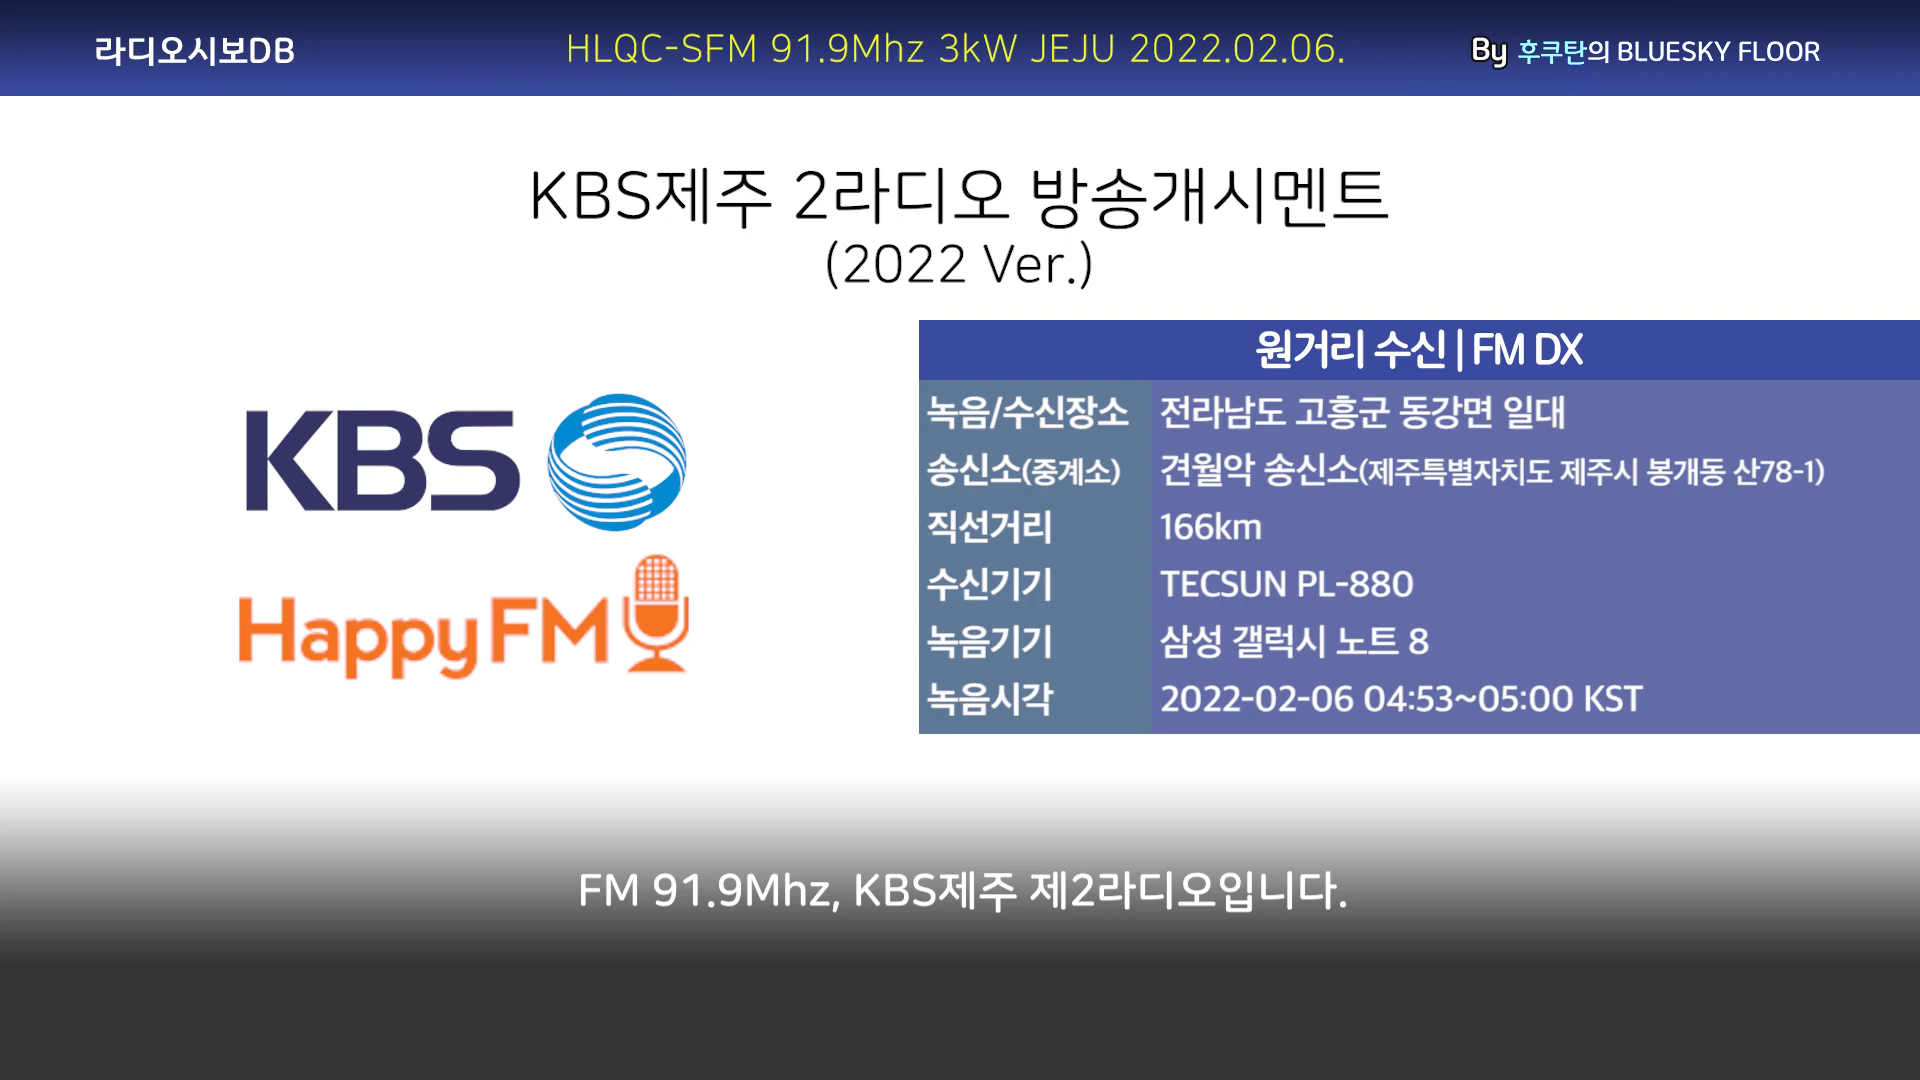 라디오시보DB
HLQC-SFM 91.9Mhz 3kW JEJU 2022.02.06.
By 후쿠탄의 BLUESKY FLOOR
KBS제주 2라디오 방송개시멘트
(2022 Ver.)
KBS
HappyFM
원거리 수신 | FM DX
녹음/수신장소 전라남도 고흥군 동강면 일대
송신소(중계소) 견월악 송신소(제주특별자치도 제주시 봉개동 산78-1)
직선거리 166km
수신기기 TECSUN PL-880
녹음기기 삼성 갤럭시 노트 8
녹음시각 2022-02-06 04:53~05:00 KST
FM 91.9Mhz, KBS제주 제2라디오입니다.